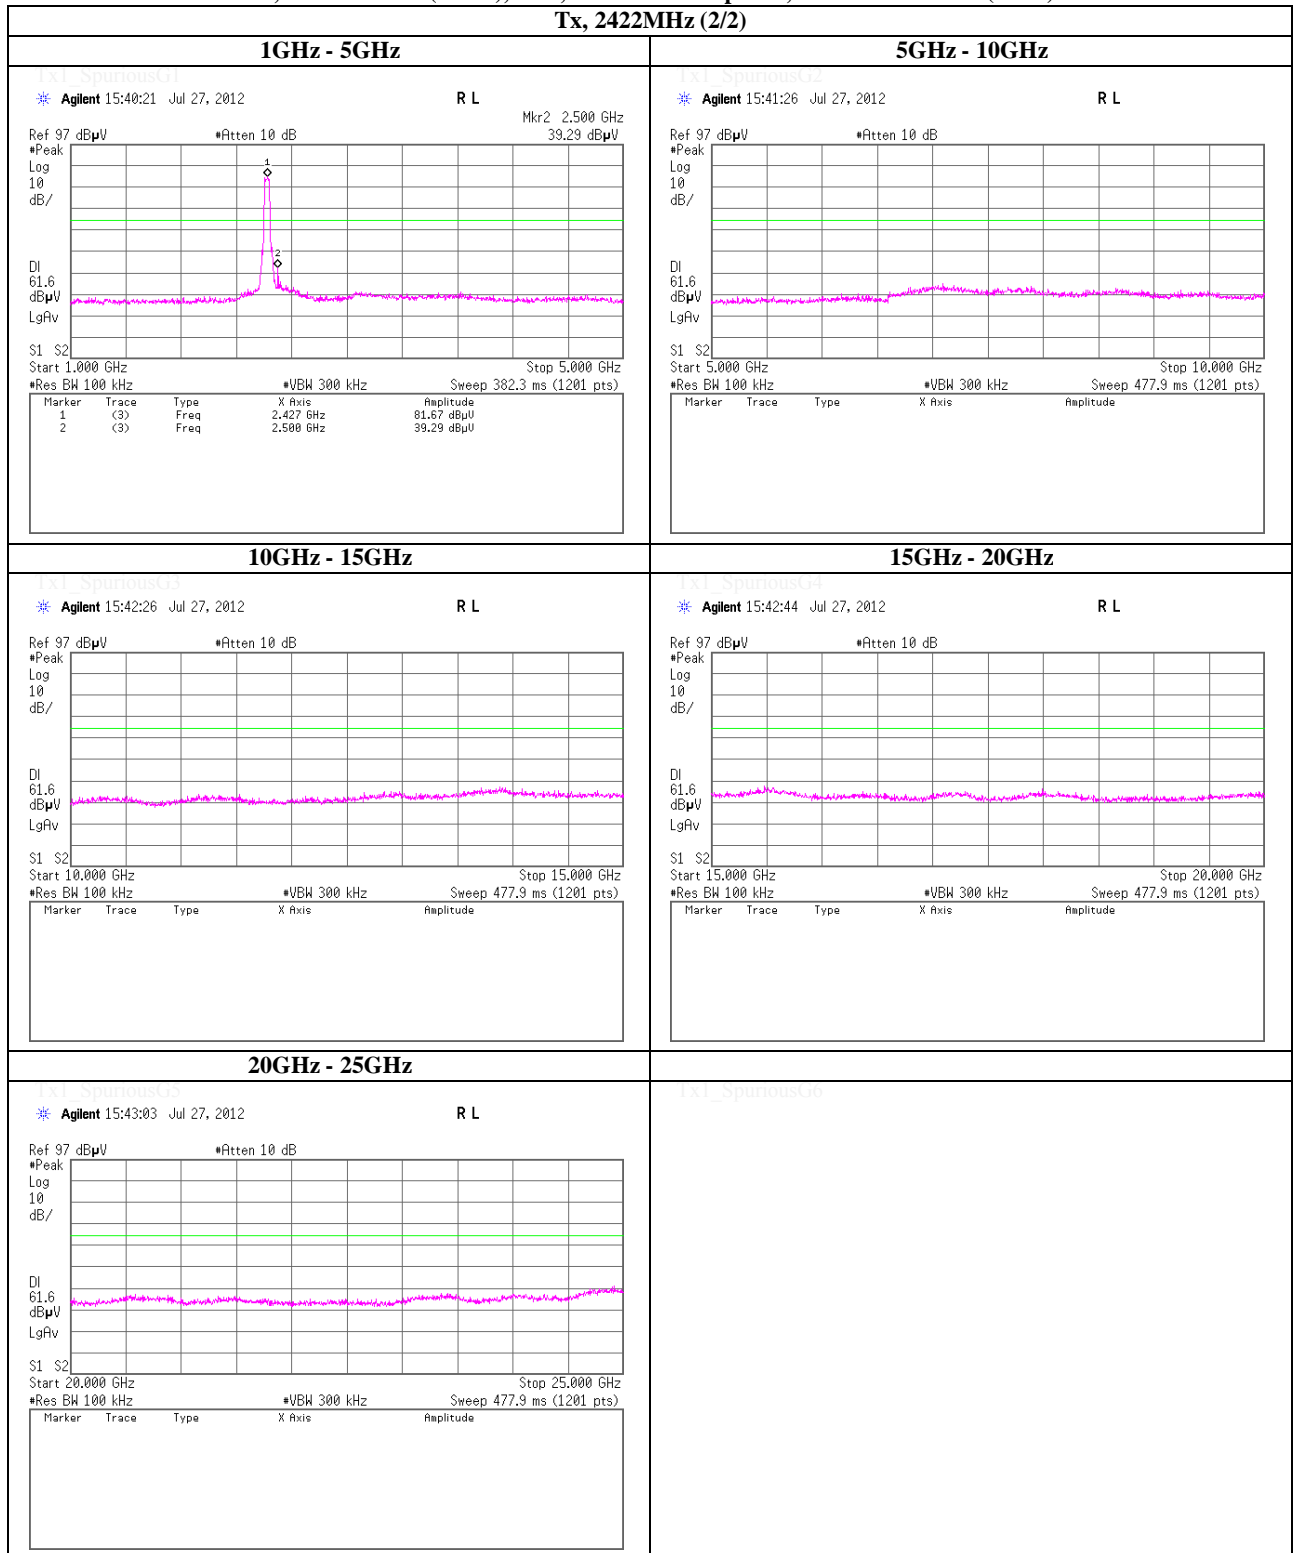 Tx, 2422MHz (2/2)
1GHz - 5GHz
Tx1_SpuriousG1
Agilent 15:40:21 Jul 27, 2012 R L
Mkr2 2.500 GHz
Ref 97 dBµV #Atten 10 dB 39.29 dBµV
#Peak
Log
10
dB/
1
2
DI
61.6
dBµV
LgAv
S1 S2
Start 1.000 GHz Stop 5.000 GHz
#Res BW 100 kHz #VBW 300 kHz Sweep 382.3 ms (1201 pts)
Marker Trace Type X Axis Amplitude
1 (3) Freq 2.427 GHz 81.67 dBµV
2 (3) Freq 2.500 GHz 39.29 dBµV
5GHz - 10GHz
Tx1_SpuriousG2
Agilent 15:41:26 Jul 27, 2012 R L
Ref 97 dBµV #Atten 10 dB
#Peak
Log
10
dB/
DI
61.6
dBµV
LgAv
S1 S2
Start 5.000 GHz Stop 10.000 GHz
#Res BW 100 kHz #VBW 300 kHz Sweep 477.9 ms (1201 pts)
Marker Trace Type X Axis Amplitude
10GHz - 15GHz
Tx1_SpuriousG3
Agilent 15:42:26 Jul 27, 2012 R L
Ref 97 dBµV #Atten 10 dB
#Peak
Log
10
dB/
DI
61.6
dBµV
LgAv
S1 S2
Start 10.000 GHz Stop 15.000 GHz
#Res BW 100 kHz #VBW 300 kHz Sweep 477.9 ms (1201 pts)
Marker Trace Type X Axis Amplitude
15GHz - 20GHz
Tx1_SpuriousG4
Agilent 15:42:44 Jul 27, 2012 R L
Ref 97 dBµV #Atten 10 dB
#Peak
Log
10
dB/
DI
61.6
dBµV
LgAv
S1 S2
Start 15.000 GHz Stop 20.000 GHz
#Res BW 100 kHz #VBW 300 kHz Sweep 477.9 ms (1201 pts)
Marker Trace Type X Axis Amplitude
20GHz - 25GHz
Tx1_SpuriousG5
Agilent 15:43:03 Jul 27, 2012 R L
Ref 97 dBµV #Atten 10 dB
#Peak
Log
10
dB/
DI
61.6
dBµV
LgAv
S1 S2
Start 20.000 GHz Stop 25.000 GHz
#Res BW 100 kHz #VBW 300 kHz Sweep 477.9 ms (1201 pts)
Marker Trace Type X Axis Amplitude
Tx1_SpuriousG6